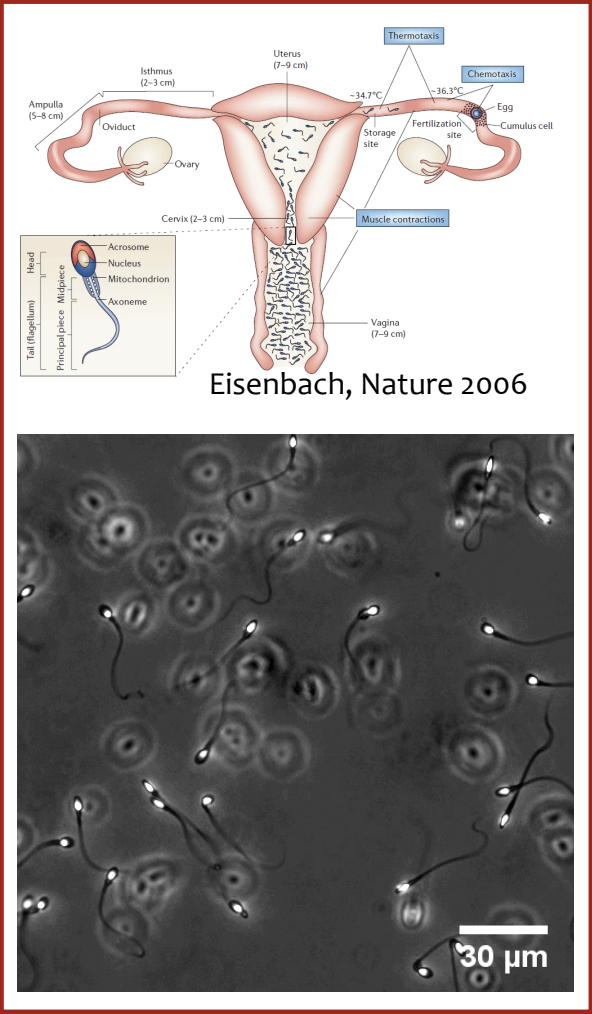 Thermotaxis
Uterus
(7–9 cm)
Chemotaxis
Isthmus
(2–3 cm)
~34.7°C
~36.3°C
Ampulla
(5–8 cm)
Egg
Oviduct
Storage
site
Fertilization
site
Cumulus cell
Ovary
Cervix (2–3 cm)
Muscle contractions
Head
Acrosome
Nucleus
Mitochondrion
Axoneme
Midpiece
Tail (flagellum)
Principal piece
Vagina
(7–9 cm)
Eisenbach, Nature 2006
30 µm